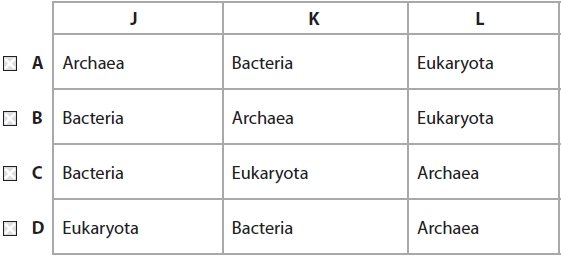 J K L
A Archaea Bacteria Eukaryota
B Bacteria Archaea Eukaryota
C Bacteria Eukaryota Archaea
D Eukaryota Bacteria Archaea